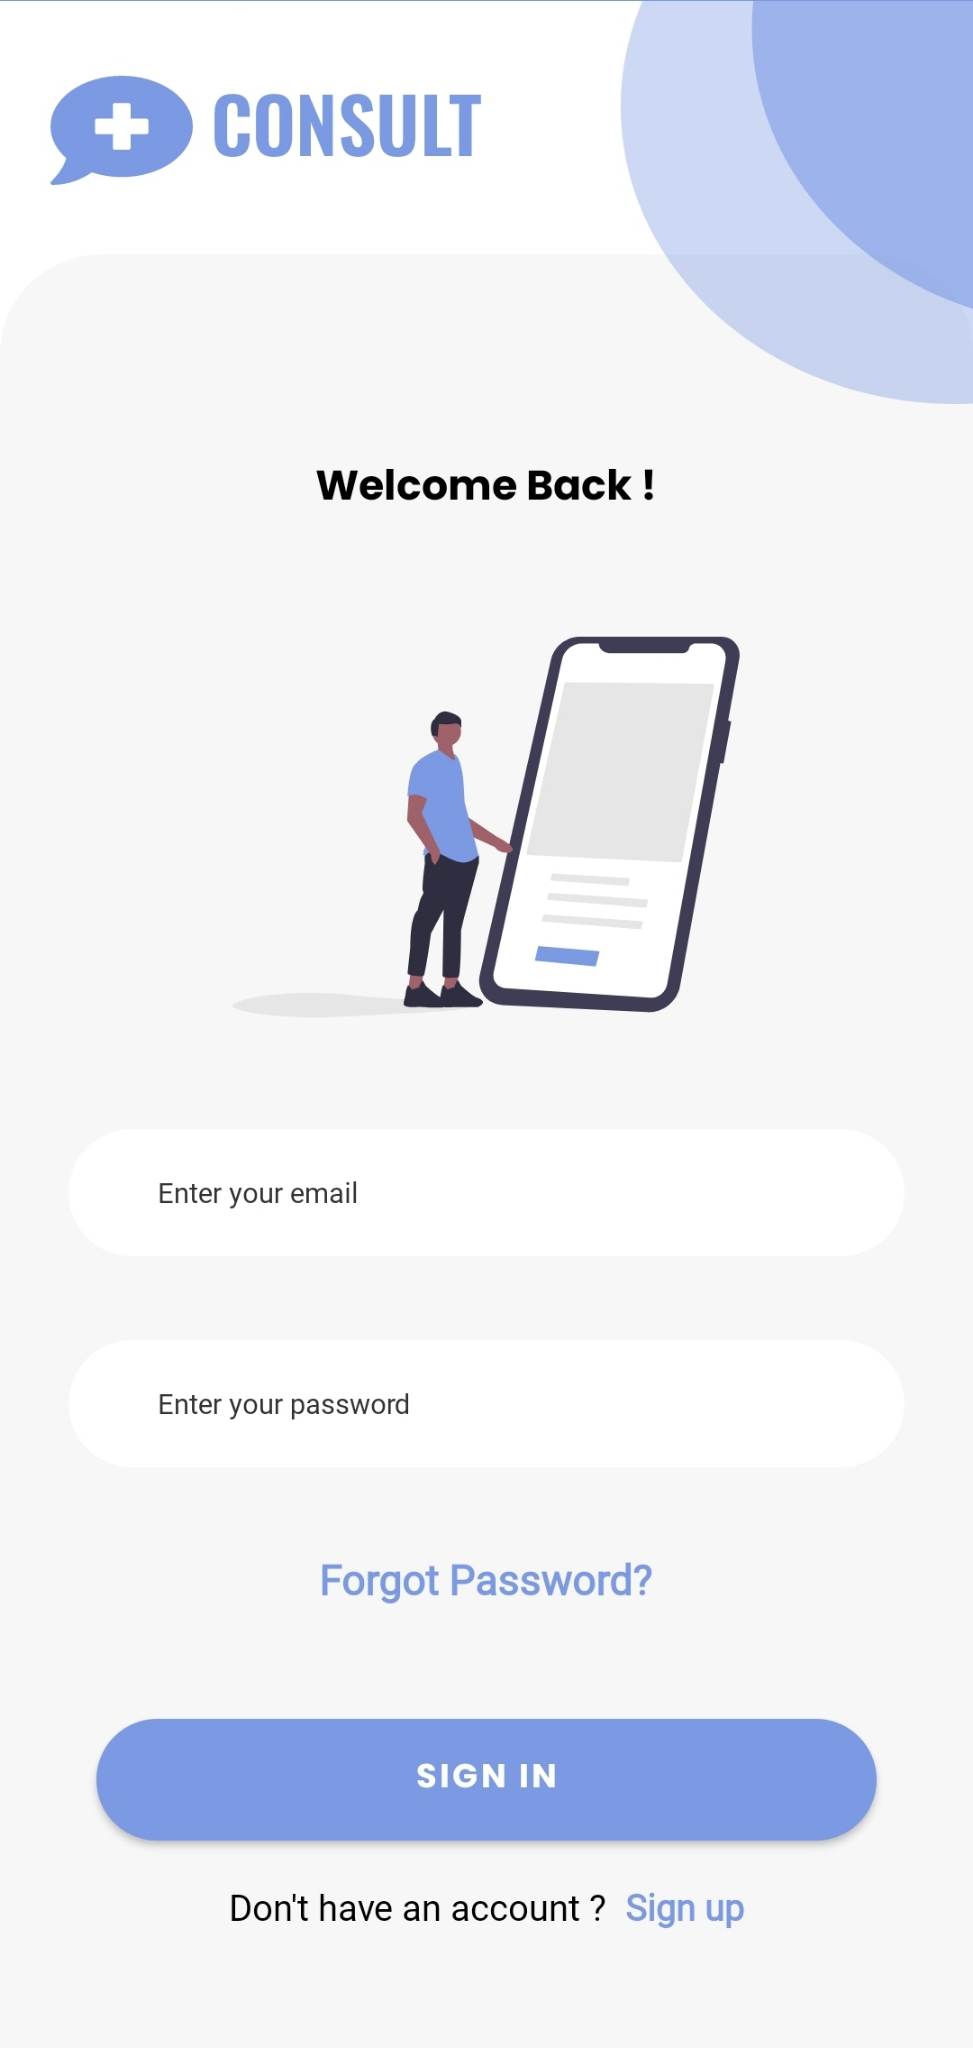 CONSULT
Welcome Back !
Enter your email
Enter your password
Forgot Password?
SIGN IN
Don't have an account ? Sign up